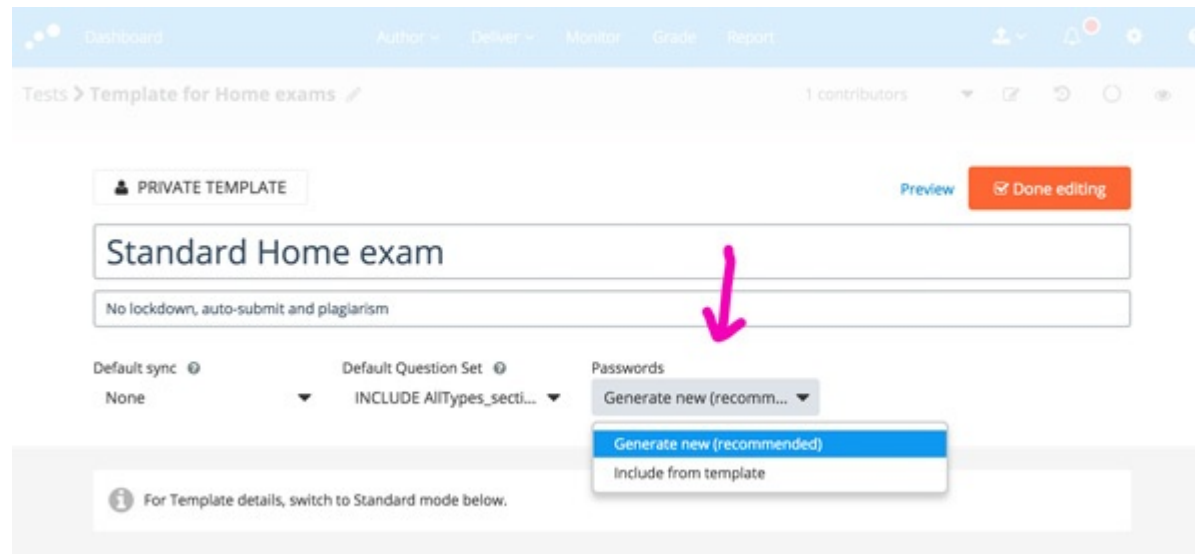 Dashboard Author Deliver Monitor Grade Report
Tests > Template for Home exams 1 contributors
PRIVATE TEMPLATE Preview Done editing
Standard Home exam
No lockdown, auto-submit and plagiarism
Default sync Default Question Set Passwords
None INCLUDE AllTypes_secti... Generate new (recomm...
Generate new (recommended)
Include from template
For Template details, switch to Standard mode below.